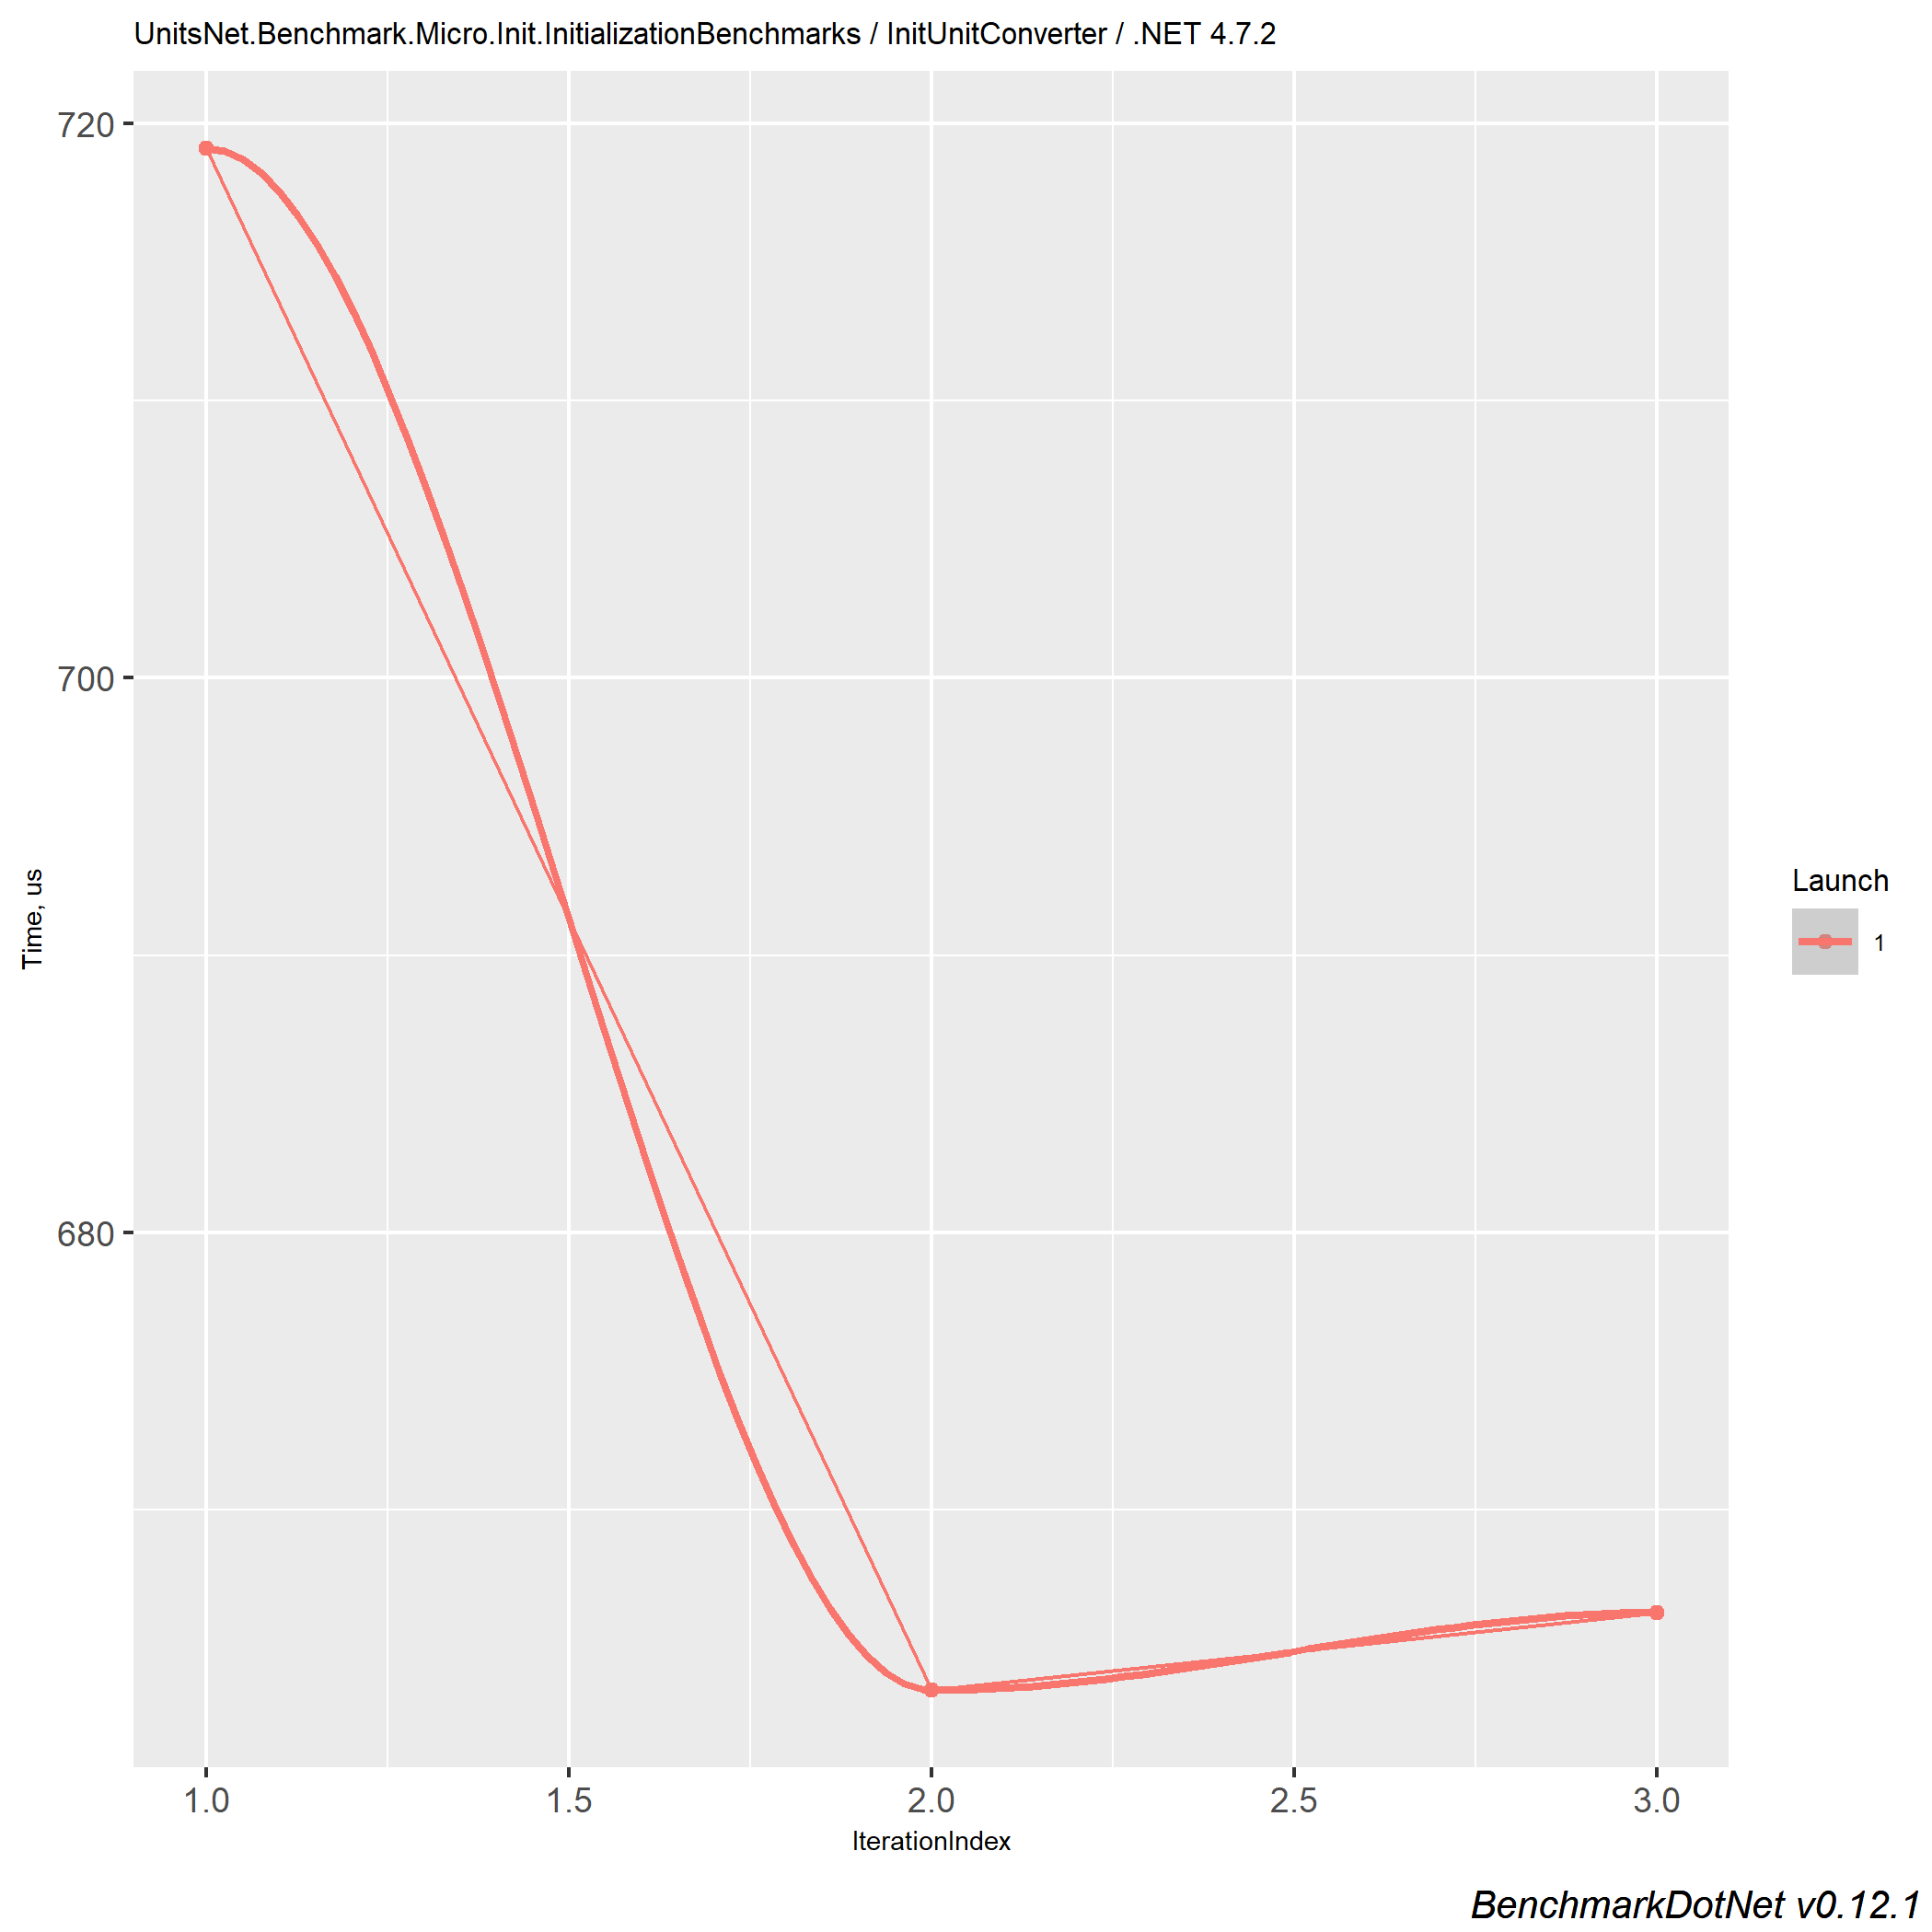 UnitsNet.Benchmark.Micro.Init.InitializationBenchmarks / InitUnitConverter / .NET 4.7.2
720
700
680
Time, us
Launch
1
1.0 1.5 2.0 2.5 3.0
IterationIndex
BenchmarkDotNet v0.12.1